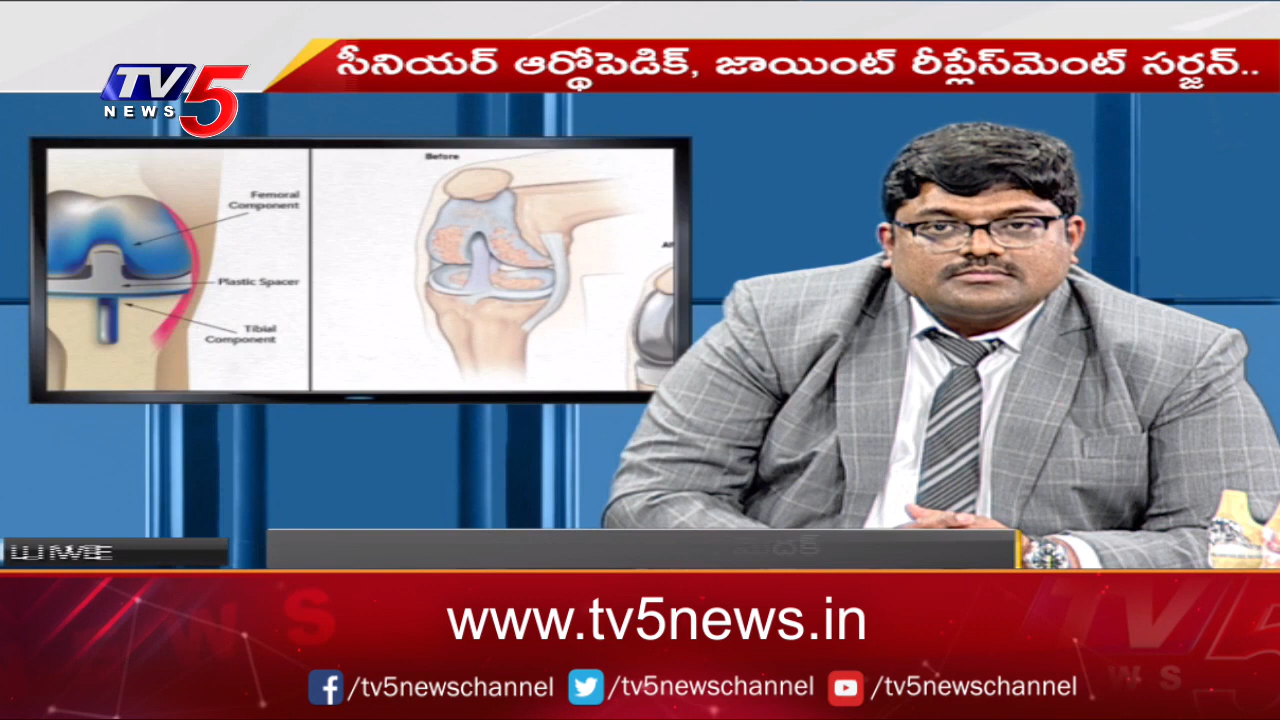 TV5
NEWS
సీనియర్ ఆర్థోపెడిక్, జాయింట్ రీప్లేస్‌మెంట్ సర్జన్..
Before
Femoral
Component
Plastic Spacer
Tibial
Component
www.tv5news.in
/tv5newschannel /tv5newschannel /tv5newschannel